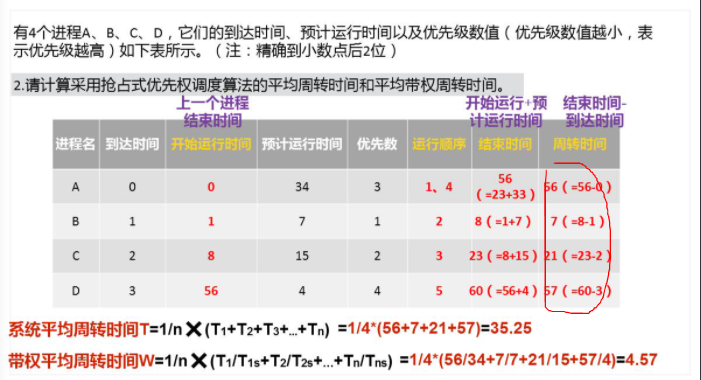 有4个进程A、B、C、D，它们的到达时间、预计运行时间以及优先级数值（优先级数值越小，表
示优先级越高）如下表所示。（注：精确到小数点后2位）
2.请计算采用抢占式优先权调度算法的平均周转时间和平均带权周转时间。
上一个进程 开始运行+预 结束时间-
结束时间 计运行时间 到达时间
进程名 到达时间 开始运行时间 预计运行时间 优先数 运行顺序 结束时间 周转时间
A 0 0 34 3 1、4 56（=23+33） 56（=56-0）
B 1 1 7 1 2 8（=1+7） 7（=8-1）
C 2 8 15 2 3 23（=8+15） 21（=23-2）
D 3 56 4 4 5 60（=56+4） 57（=60-3）
系统平均周转时间T=1/n×(T1+T2+T3+...+Tn) =1/4*(56+7+21+57)=35.25
带权平均周转时间W=1/n×(T1/T1s+T2/T2s+...+Tn/Tns) =1/4*(56/34+7/7+21/15+57/4)=4.57